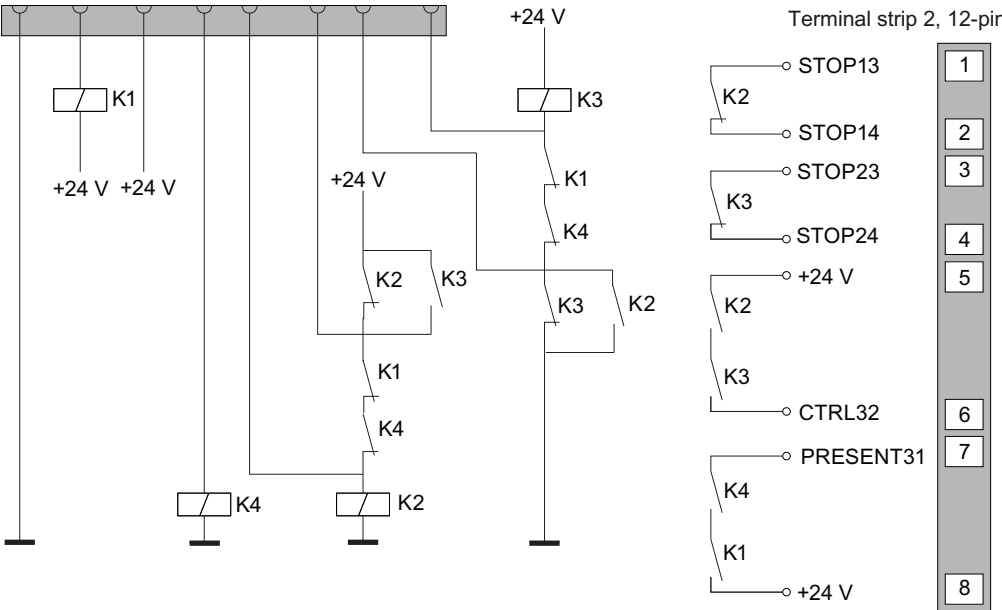 +24 V
Terminal strip 2, 12-pin
K1
K3
+24 V +24 V
+24 V
K1
K4
K2
K3
K3
K2
K1
K4
K4
K2
STOP13
1
K2
STOP14
2
STOP23
3
K3
STOP24
4
+24 V
5
K2
K3
CTRL32
6
PRESENT31
7
K4
K1
+24 V
8